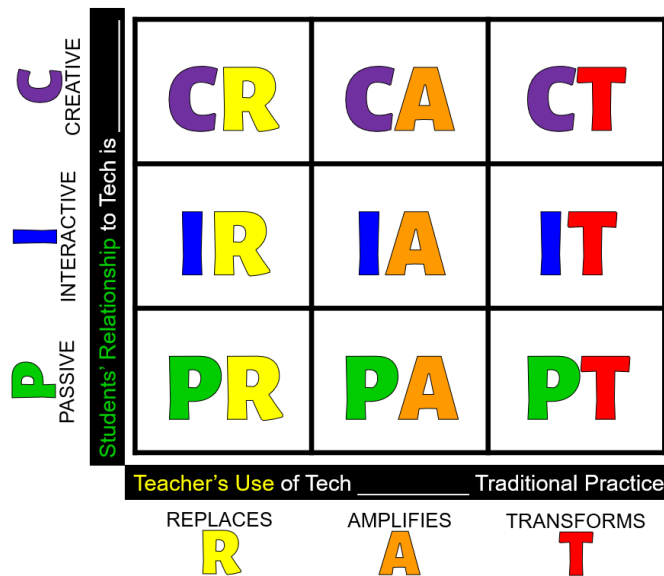 C
CREATIVE
I
INTERACTIVE
P
PASSIVE
Students' Relationship to Tech is ________
CR CA CT
IR IA IT
PR PA PT
Teacher's Use of Tech __________ Traditional Practice
REPLACES AMPLIFIES TRANSFORMS
R A T